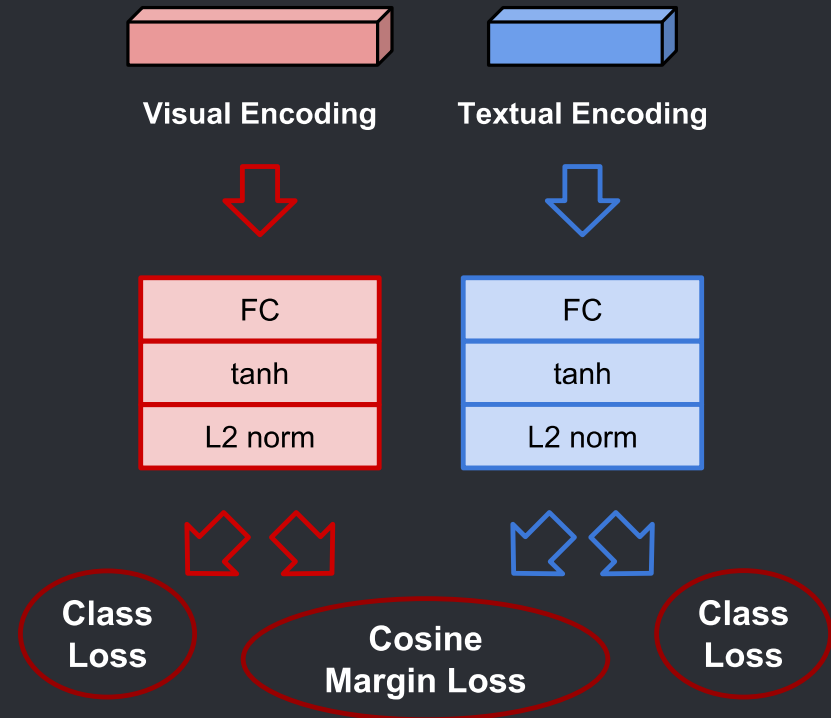 Visual Encoding
Textual Encoding
FC
tanh
L2 norm
FC
tanh
L2 norm
Class
Loss
Cosine
Margin Loss
Class
Loss